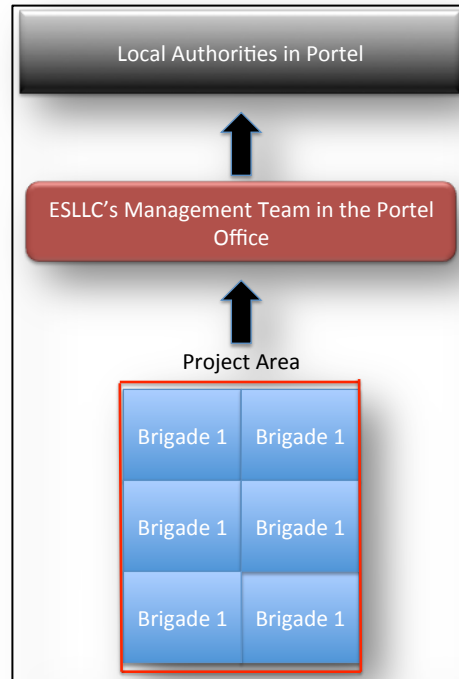 Local Authorities in Portel
ESLLC’s Management Team in the Portel
Office
Project Area
Brigade 1 Brigade 1
Brigade 1 Brigade 1
Brigade 1 Brigade 1